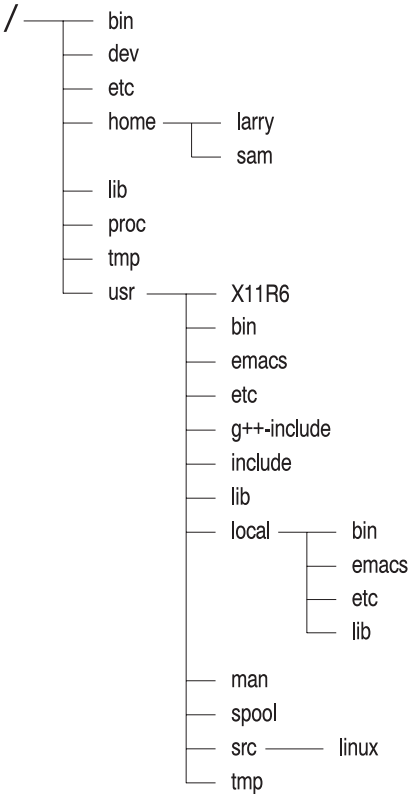 / bin
dev
etc
home larry
sam
lib
proc
tmp
usr X11R6
bin
emacs
etc
g++-include
include
lib
local bin
emacs
etc
lib
man
spool
src linux
tmp